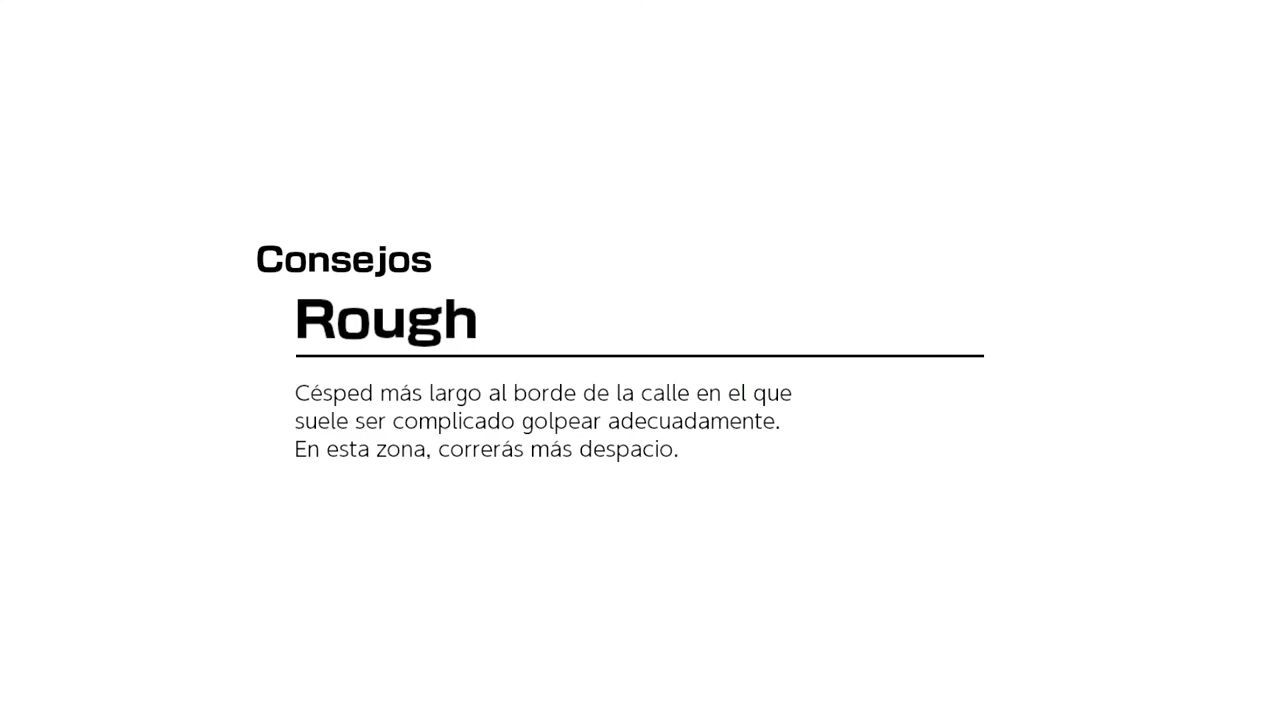 Consejos
Rough
Césped más largo al borde de la calle en el que
suele ser complicado golpear adecuadamente.
En esta zona, correrás más despacio.